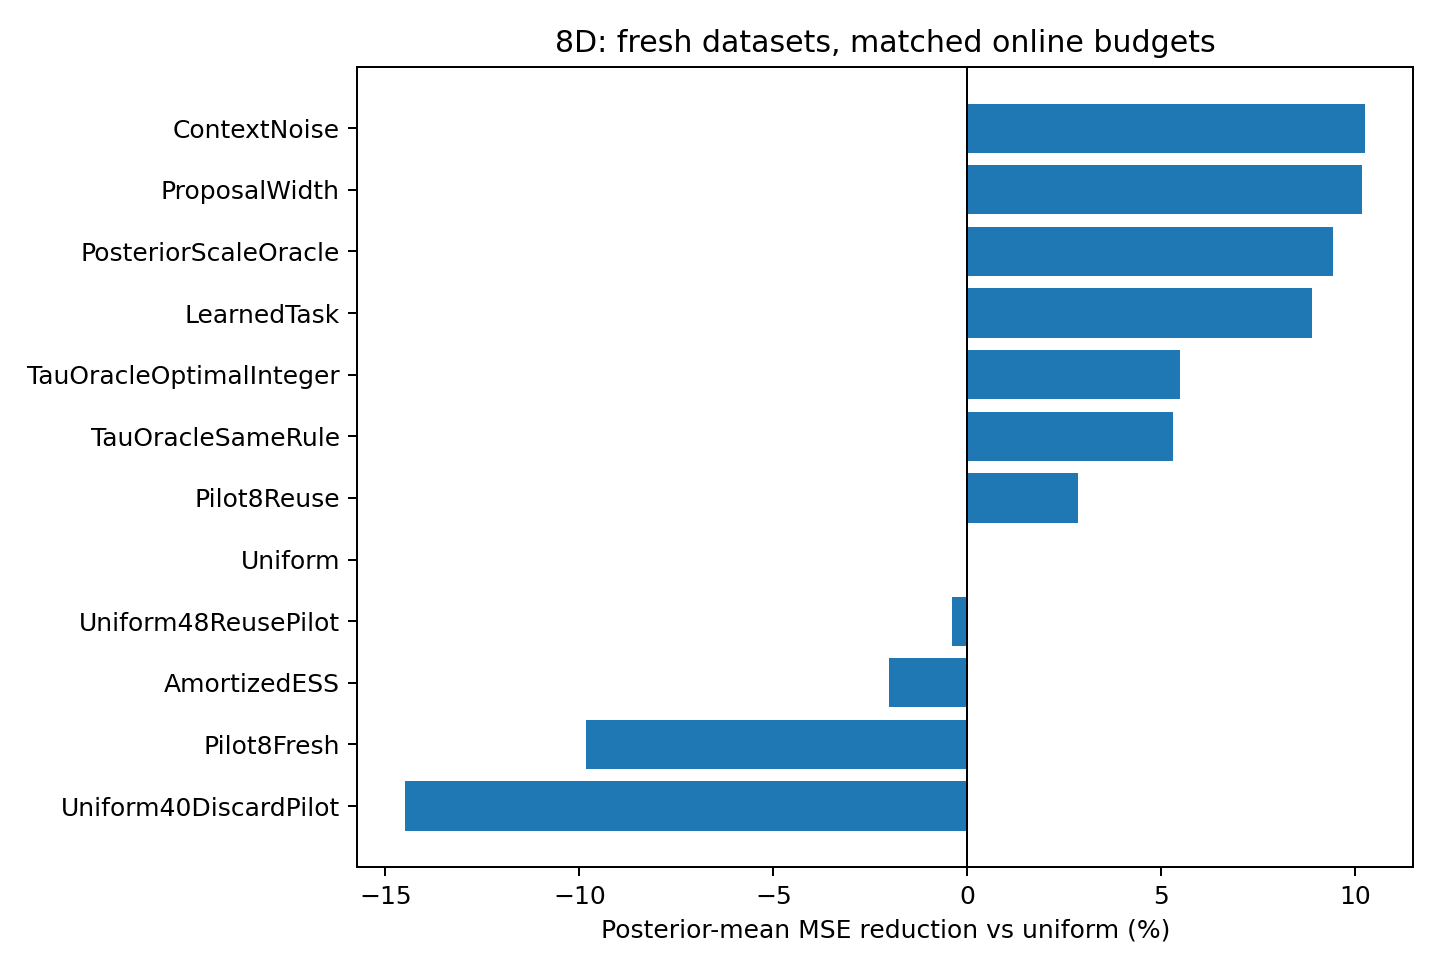 8D: fresh datasets, matched online budgets
ContextNoise
ProposalWidth
PosteriorScaleOracle
LearnedTask
TauOracleOptimalInteger
TauOracleSameRule
Pilot8Reuse
Uniform
Uniform48ReusePilot
AmortizedESS
Pilot8Fresh
Uniform40DiscardPilot
−15 −10 −5 0 5 10
Posterior-mean MSE reduction vs uniform (%)